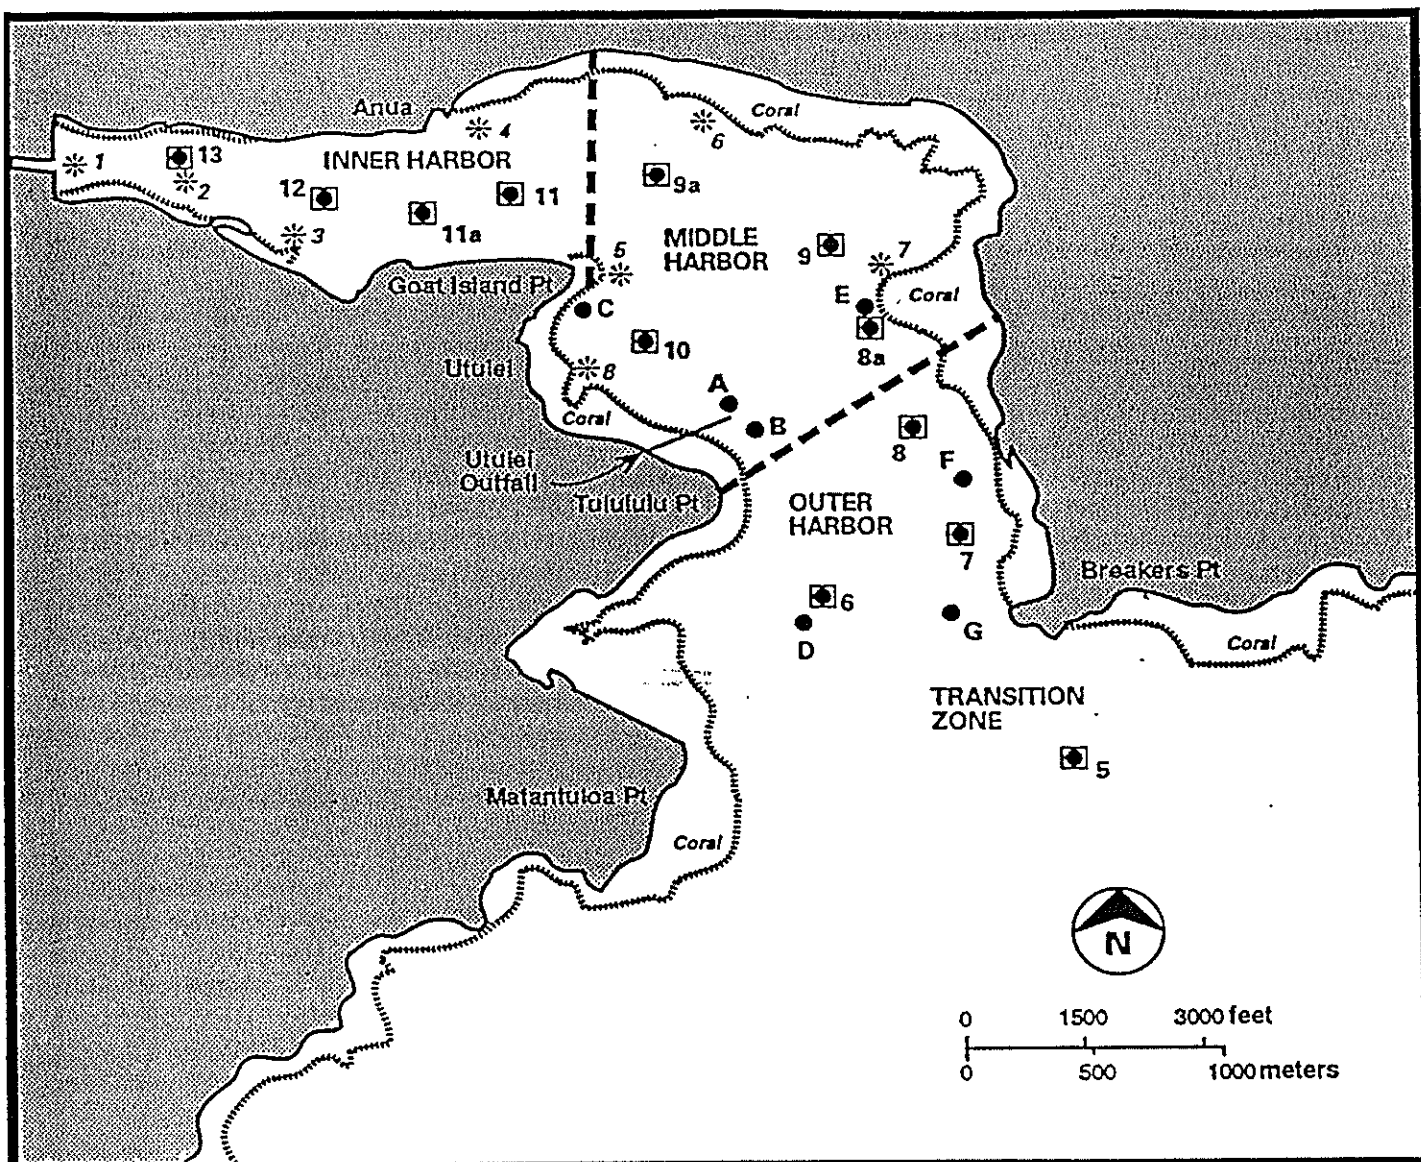 Anua
Coral
1
13
2
4
6
INNER HARBOR
12
11
9a
11a
3
MIDDLE
HARBOR
5
9
7
Goat Island Pt
C
E
Coral
10
8a
Utulei
8
A
Coral
B
8
Utulei
Outfall
F
Tulululu Pt
OUTER
HARBOR
7
Breakers Pt
6
D
G
Coral
TRANSITION
ZONE
5
Matantuloa Pt
Coral
N
0 1500 3000 feet
0 500 1000 meters